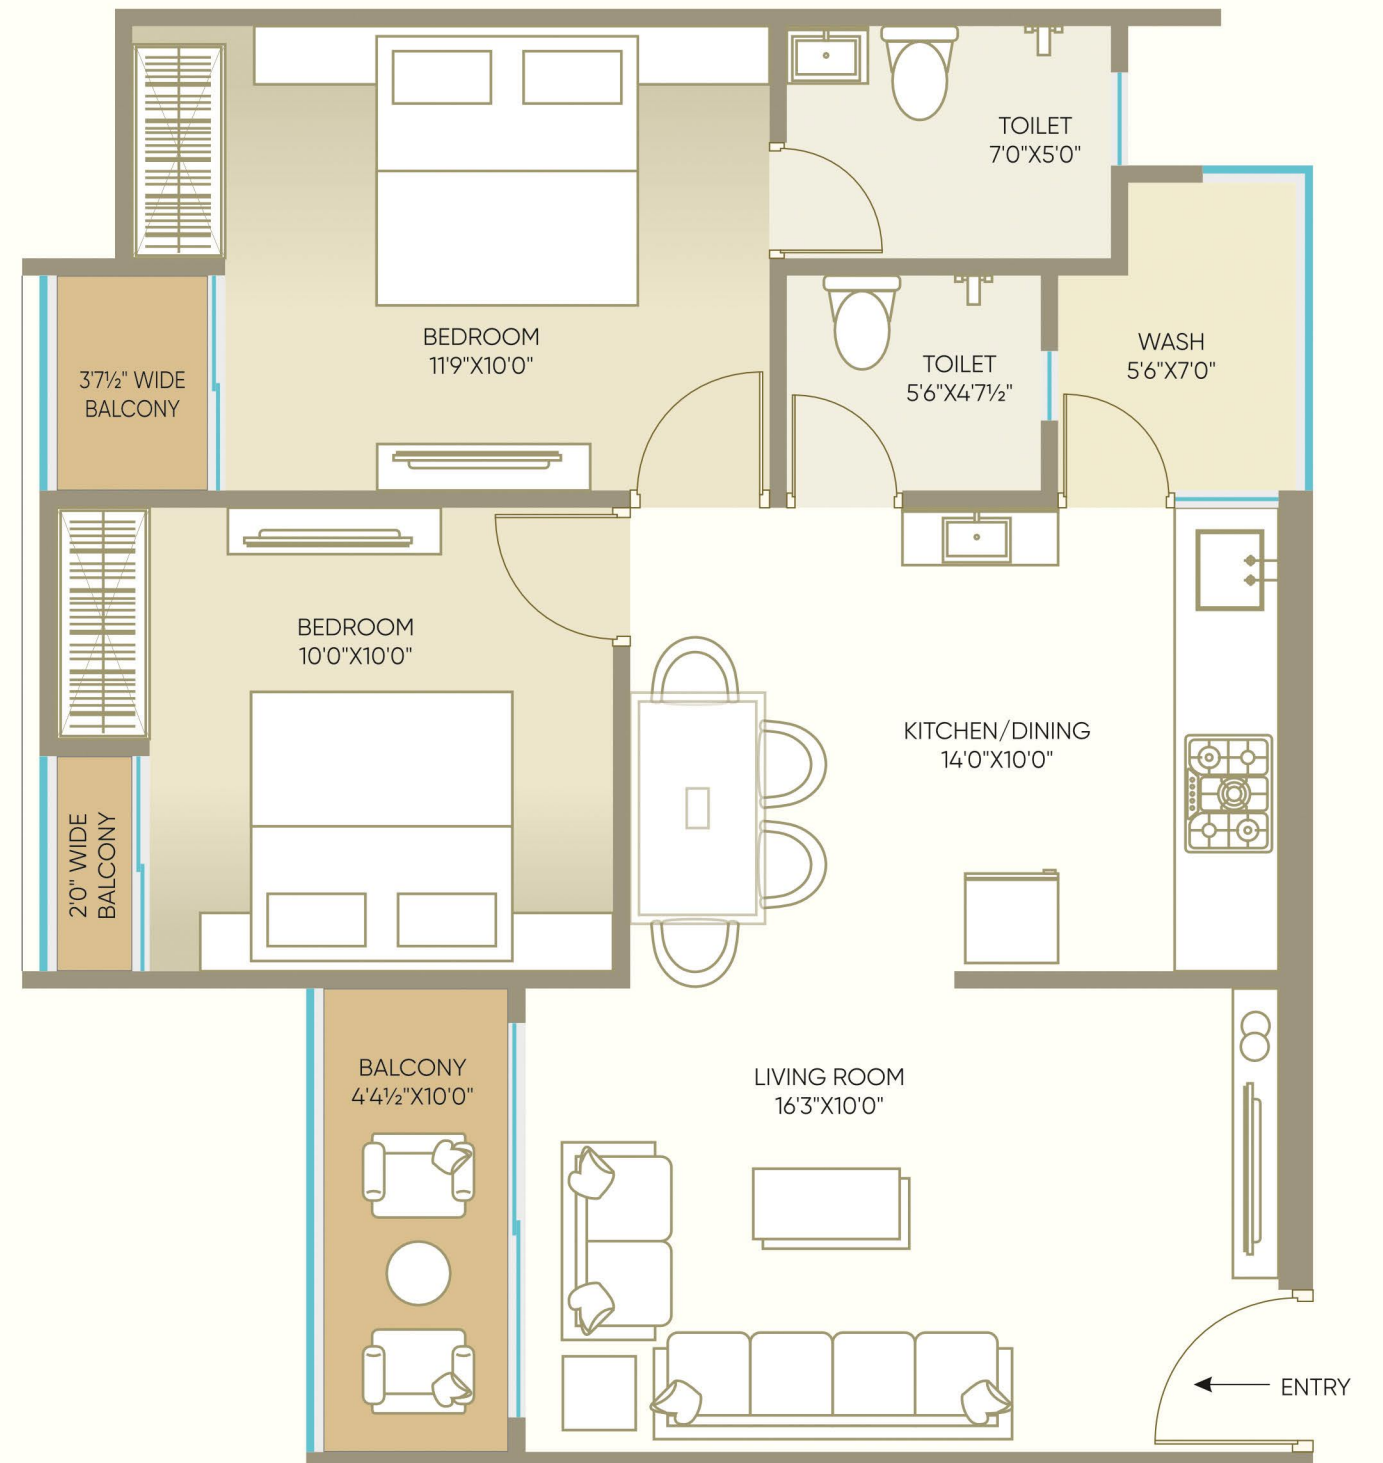 TOILET
7'0"X5'0"
BEDROOM
11'9"X10'0"
WASH
5'6"X7'0"
TOILET
5'6"X4'7½"
3'7½" WIDE
BALCONY
BEDROOM
10'0"X10'0"
KITCHEN/DINING
14'0"X10'0"
2'0" WIDE
BALCONY
BALCONY
4'4½"X10'0"
LIVING ROOM
16'3"X10'0"
ENTRY